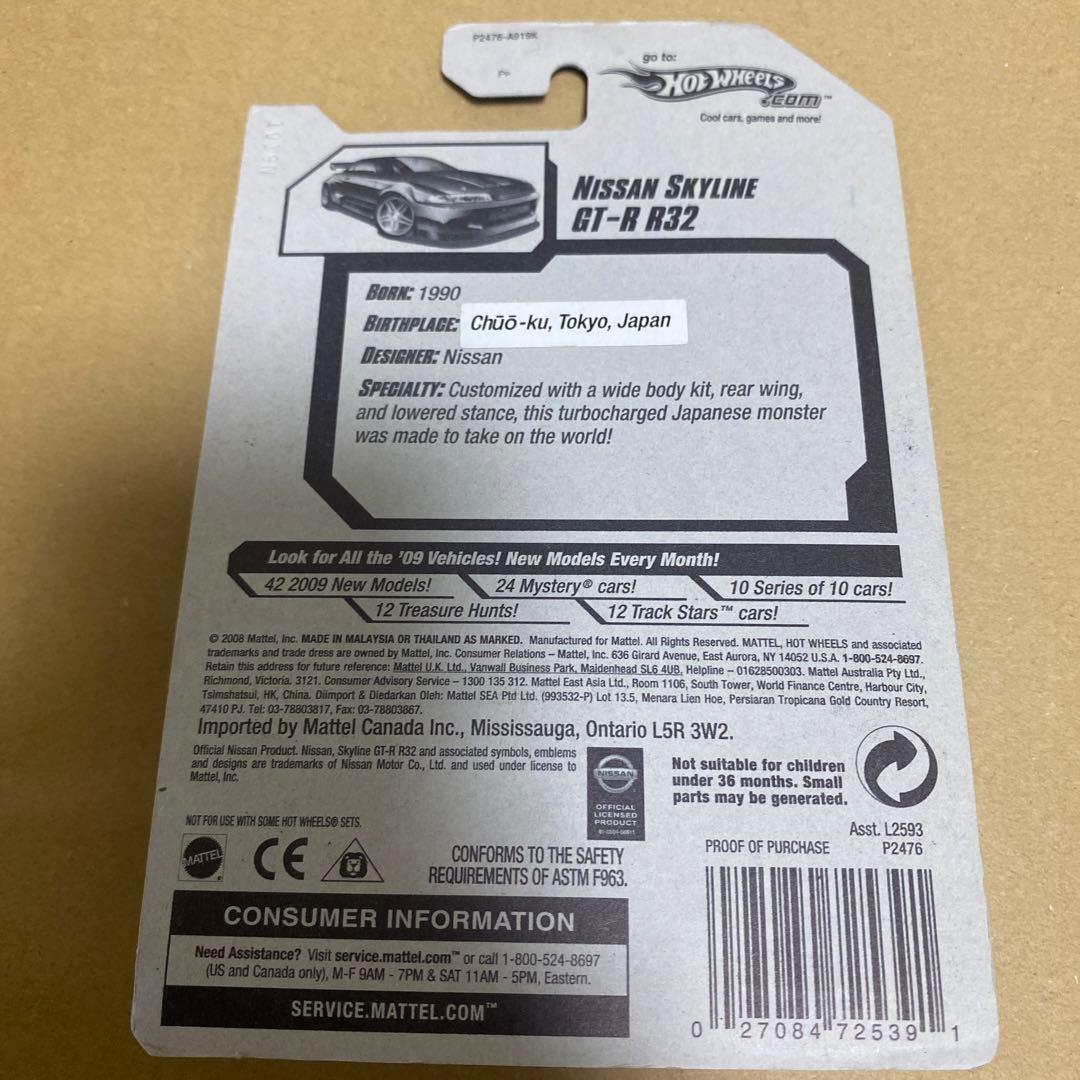 P2476-A919K
PP
go to:
HOT WHEELS
.COM™
Cool cars, games and more!
NISSAN SKYLINE
GT-R R32
BORN: 1990
BIRTHPLACE: Chūō-ku, Tokyo, Japan
DESIGNER: Nissan
SPECIALTY: Customized with a wide body kit, rear wing,
and lowered stance, this turbocharged Japanese monster
was made to take on the world!
Look for All the '09 Vehicles! New Models Every Month!
42 2009 New Models! 24 Mystery® cars! 10 Series of 10 cars!
12 Treasure Hunts! 12 Track Stars™ cars!
© 2008 Mattel, Inc. MADE IN MALAYSIA OR THAILAND AS MARKED. Manufactured for Mattel. All Rights Reserved. MATTEL, HOT WHEELS and associated
trademarks and trade dress are owned by Mattel, Inc. Consumer Relations – Mattel, Inc. 636 Girard Avenue, East Aurora, NY 14052 U.S.A. 1-800-524-8697.
Retain this address for future reference: Mattel U.K. Ltd., Vanwall Business Park, Maidenhead SL6 4UB. Helpline – 01628500303. Mattel Australia Pty Ltd.,
Richmond, Victoria. 3121. Consumer Advisory Service – 1300 135 312. Mattel East Asia Ltd., Room 1106, South Tower, World Finance Centre, Harbour City,
Tsimshatsui, HK, China. Diimport & Diedarkan Oleh: Mattel SEA Ptd Ltd. (993532-P) Lot 13.5, Menara Lien Hoe, Persiaran Tropicana Gold Country Resort,
47410 PJ. Tel: 03-78803817, Fax: 03-78803867.
Imported by Mattel Canada Inc., Mississauga, Ontario L5R 3W2.
Official Nissan Product. Nissan, Skyline GT-R R32 and associated symbols, emblems
and designs are trademarks of Nissan Motor Co., Ltd. and used under license to
Mattel, Inc.
NISSAN
OFFICIAL
LICENSED
PRODUCT
Not suitable for children
under 36 months. Small
parts may be generated.
NOT FOR USE WITH SOME HOT WHEELS® SETS.
MATTEL
CE
CONFORMS TO THE SAFETY
REQUIREMENTS OF ASTM F963.
Asst. L2593
PROOF OF PURCHASE P2476
CONSUMER INFORMATION
Need Assistance? Visit service.mattel.com™ or call 1-800-524-8697
(US and Canada only), M-F 9AM - 7PM & SAT 11AM - 5PM, Eastern.
SERVICE.MATTEL.COM™
0 27084 72539 1